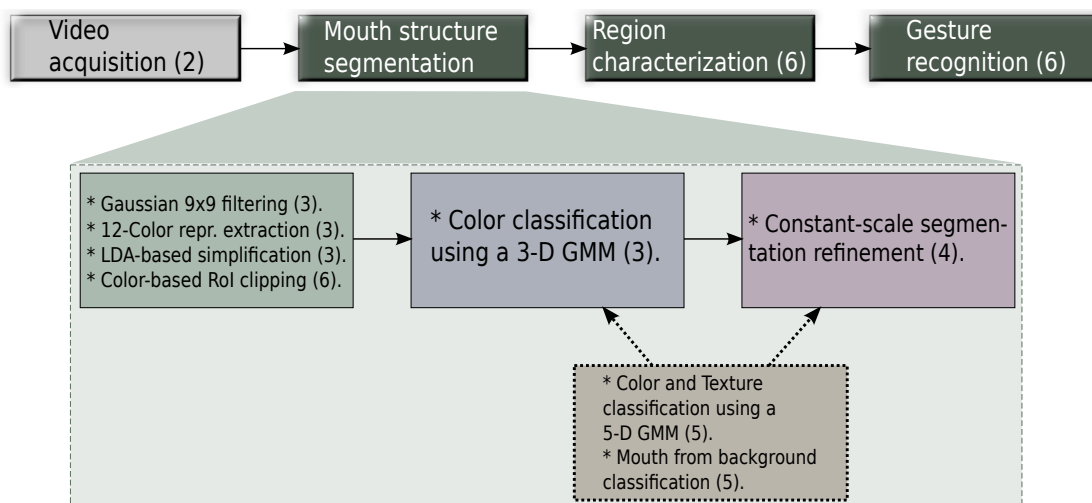 Video
acquisition (2)
Mouth structure
segmentation
Region
characterization (6)
Gesture
recognition (6)
* Gaussian 9x9 filtering (3).
* 12-Color repr. extraction (3).
* LDA-based simplification (3).
* Color-based RoI clipping (6).
* Color classification
using a 3-D GMM (3).
* Constant-scale segmen-
tation refinement (4).
* Color and Texture
classification using a
5-D GMM (5).
* Mouth from background
classification (5).